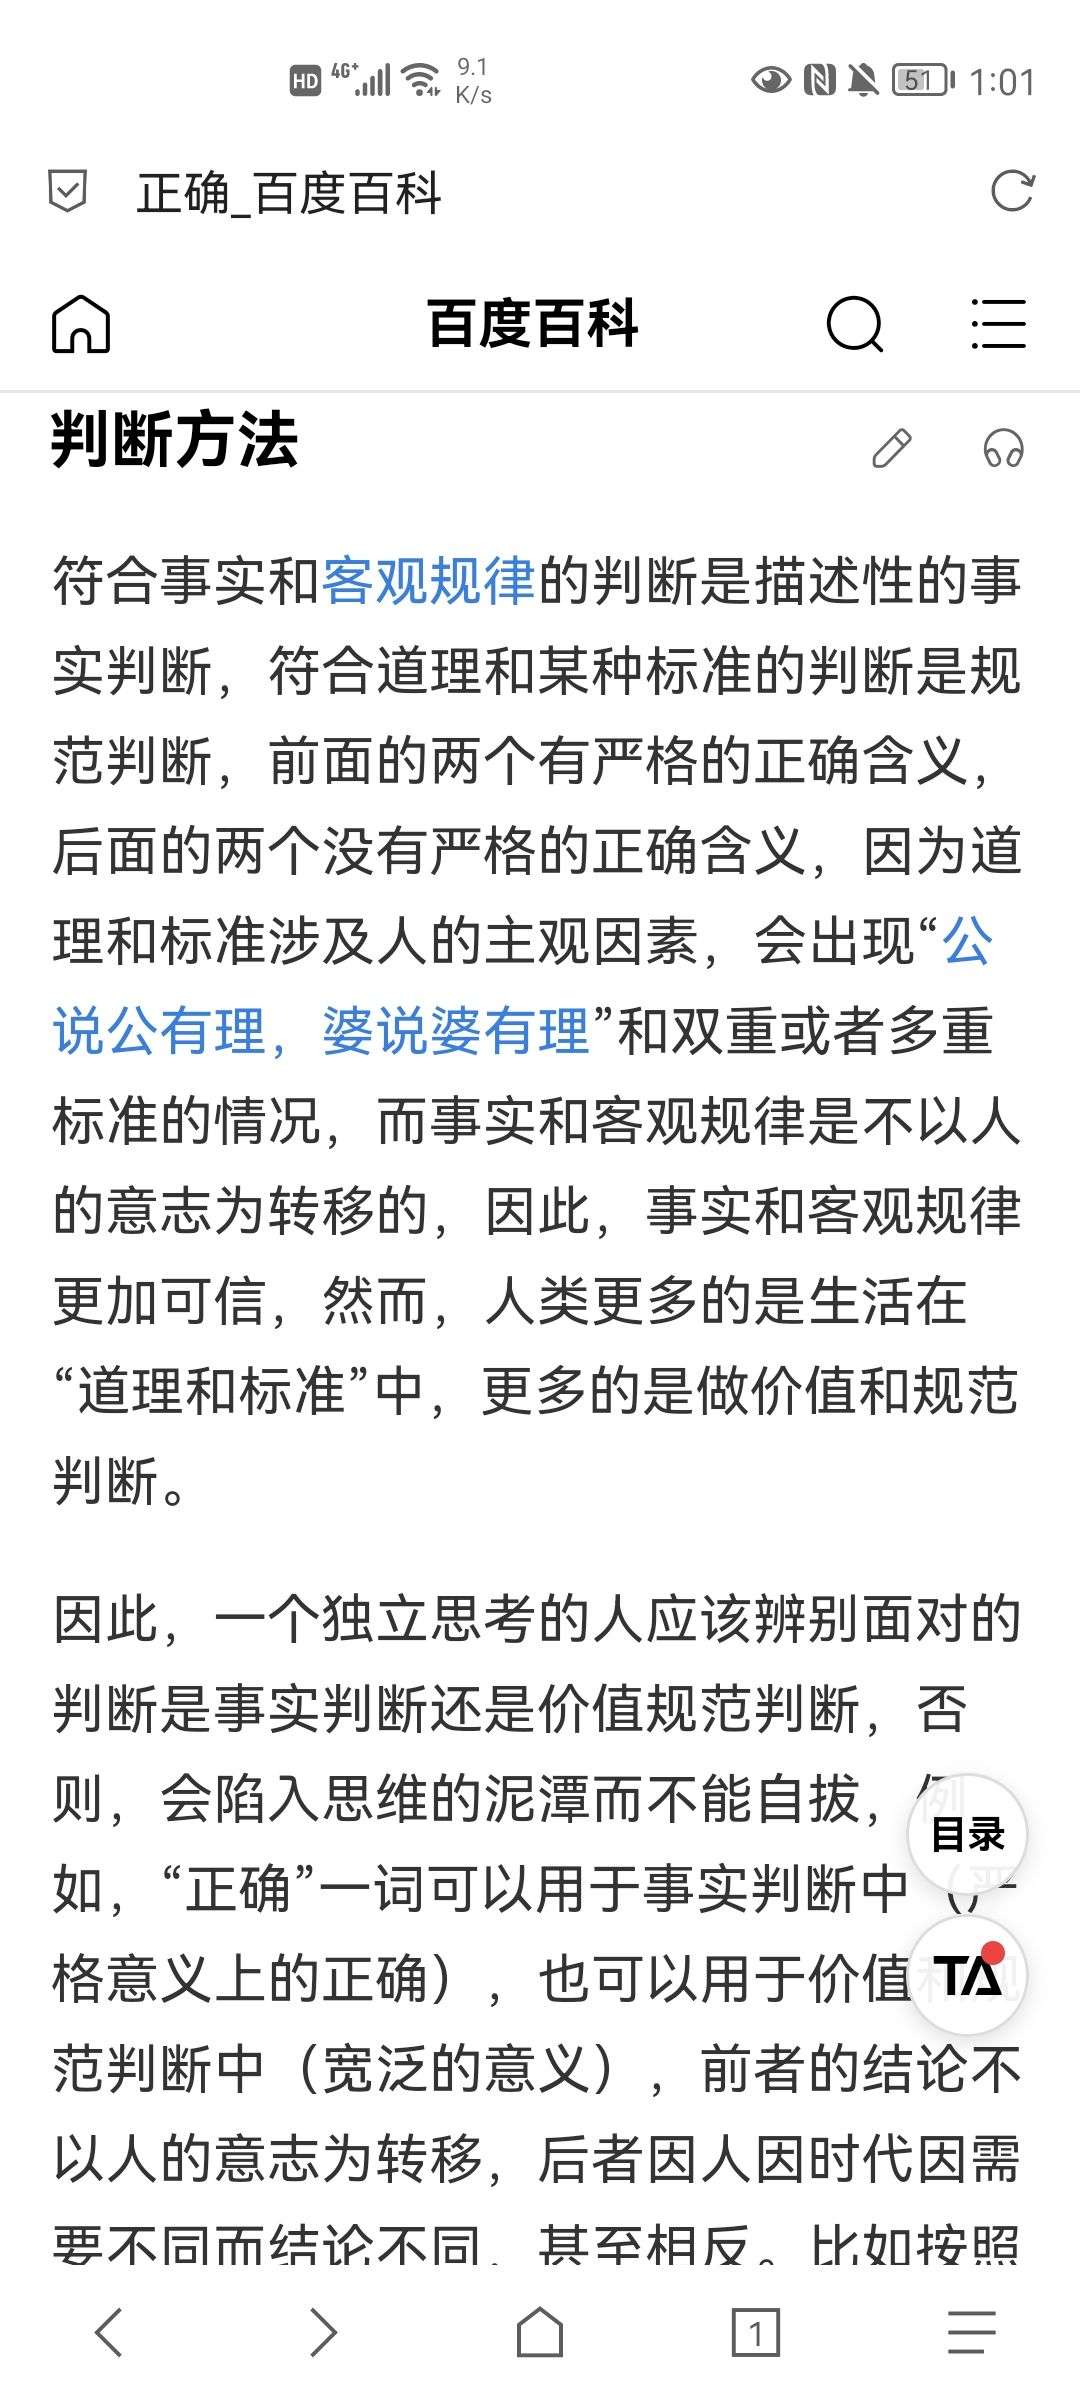 HD 4G+ 9.1 K/s 51 1:01
正确_百度百科
百度百科
判断方法
符合事实和客观规律的判断是描述性的事
实判断，符合道理和某种标准的判断是规
范判断，前面的两个有严格的正确含义，
后面的两个没有严格的正确含义，因为道
理和标准涉及人的主观因素，会出现“公
说公有理，婆说婆有理”和双重或者多重
标准的情况，而事实和客观规律是不以人
的意志为转移的，因此，事实和客观规律
更加可信，然而，人类更多的是生活在
“道理和标准”中，更多的是做价值和规范
判断。
因此，一个独立思考的人应该辨别面对的
判断是事实判断还是价值规范判断，否
则，会陷入思维的泥潭而不能自拔，例
目录
如，“正确”一词可以用于事实判断中（严
格意义上的正确），也可以用于价值和规
TA
范判断中（宽泛的意义），前者的结论不
以人的意志为转移，后者因人因时代因需
要不同而结论不同，甚至相反。比如按照
1